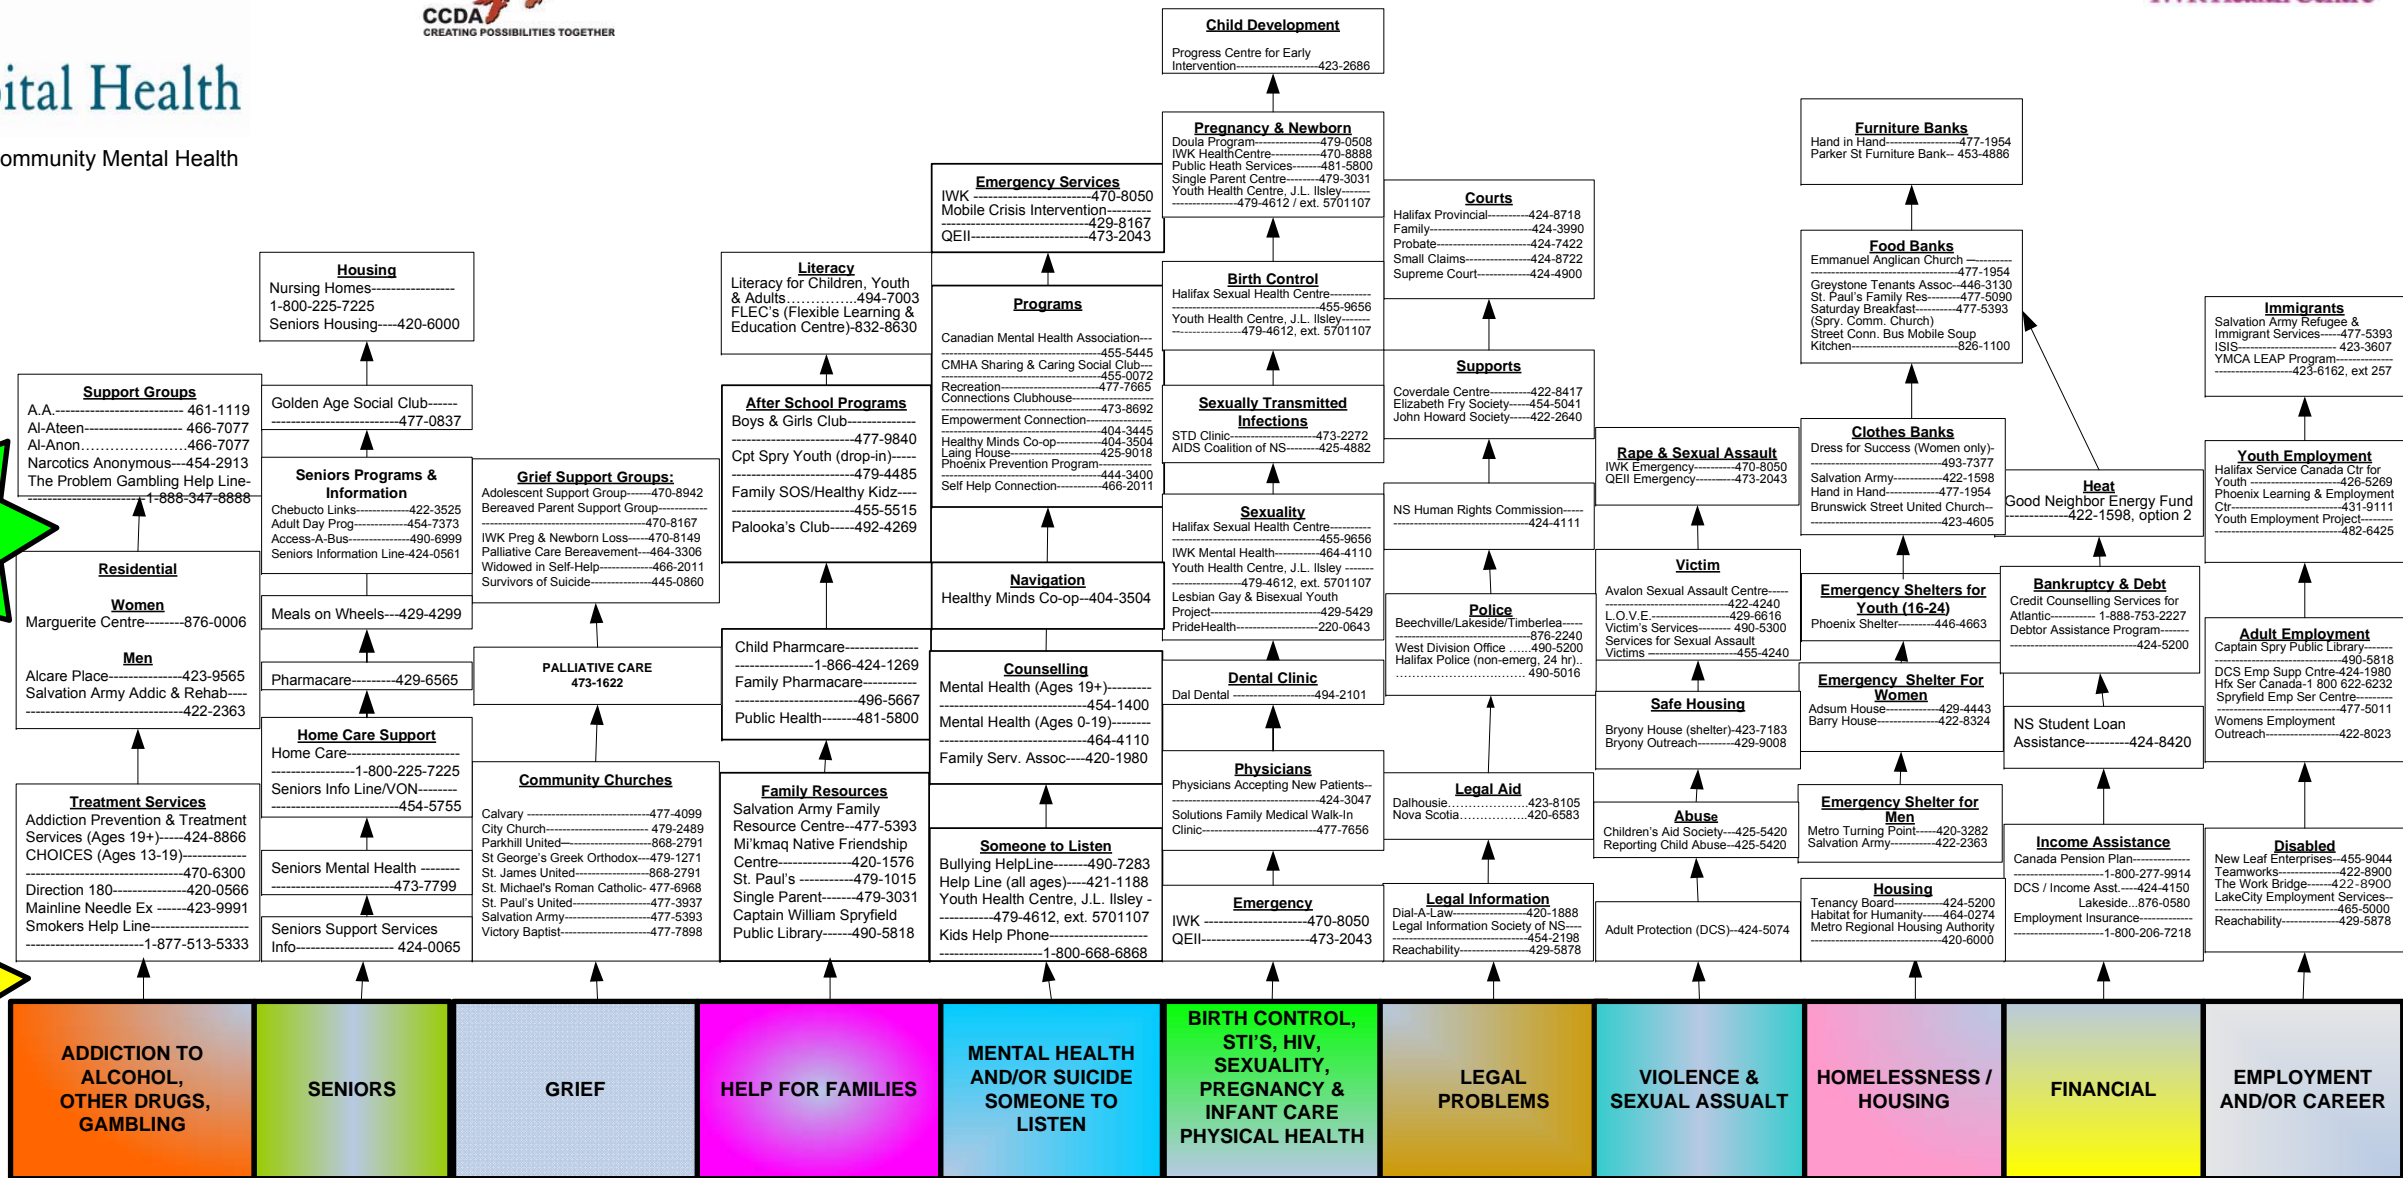 CCDA
CREATING POSSIBILITIES TOGETHER
ital Health
ommunity Mental Health
Support Groups
A.A.--------------------------- 461-1119
Al-Ateen--------------------- 466-7077
Al-Anon………………….466-7077
Narcotics Anonymous---454-2913
The Problem Gambling Help Line-
-------------------------1-888-347-8888
Residential
Women
Marguerite Centre--------876-0006
Men
Alcare Place---------------423-9565
Salvation Army Addic & Rehab----
---------------------------------422-2363
Treatment Services
Addiction Prevention & Treatment
Services (Ages 19+)-----424-8866
CHOICES (Ages 13-19)-------------
---------------------------------470-6300
Direction 180---------------420-0566
Mainline Needle Ex ------423-9991
Smokers Help Line--------------------
-------------------------1-877-513-5333
ADDICTION TO
ALCOHOL,
OTHER DRUGS,
GAMBLING
Housing
Nursing Homes------------------
1-800-225-7225
Seniors Housing----420-6000
Golden Age Social Club------
---------------------------477-0837
Seniors Programs &
Information
Chebucto Links-------------422-3525
Adult Day Prog------------454-7373
Access-A-Bus--------------490-6999
Seniors Information Line-424-0561
Meals on Wheels---429-4299
Pharmacare-------429-6565
Home Care Support
Home Care------------------------
------------------1-800-225-7225
Seniors Info Line/VON--------
---------------------------454-5755
Seniors Mental Health --------
--------------------------473-7799
Seniors Support Services
Info-------------------- 424-0065
SENIORS
Grief Support Groups:
Adolescent Support Group------470-8942
Bereaved Parent Support Group------------
---------------------------------------470-8167
IWK Preg & Newborn Loss-----470-8149
Palliative Care Bereavement---464-3306
Widowed in Self-Help-------------466-2011
Survivors of Suicide---------------445-0860
PALLIATIVE CARE
473-1622
Community Churches
Calvary -----------------------------477-4099
City Church------------------------- 479-2489
Parkhill United----------------------868-2791
St George's Greek Orthodox---479-1271
St. James United------------------868-2791
St. Michael's Roman Catholic- 477-6968
St. Paul's United-------------------477-3937
Salvation Army---------------------477-5393
Victory Baptist----------------------477-7898
GRIEF
Literacy
Literacy for Children, Youth
& Adults…………..494-7003
FLEC's (Flexible Learning &
Education Centre)-832-8630
After School Programs
Boys & Girls Club---------------
---------------------------477-9840
Cpt Spry Youth (drop-in)-----
---------------------------479-4485
Family SOS/Healthy Kidz----
---------------------------455-5515
Palooka's Club-----492-4269
Child Pharmcare----------------
----------------1-866-424-1269
Family Pharmacare-----------
---------------------------496-5667
Public Health-------481-5800
Family Resources
Salvation Army Family
Resource Centre--477-5393
Mi'kmaq Native Friendship
Centre---------------420-1576
St. Paul's -----------479-1015
Single Parent-------479-3031
Captain William Spryfield
Public Library------490-5818
HELP FOR FAMILIES
Emergency Services
IWK --------------------------470-8050
Mobile Crisis Intervention----------
---------------------------------429-8167
QEII--------------------------473-2043
Programs
Canadian Mental Health Association---
-------------------------------------455-5445
CMHA Sharing & Caring Social Club---
-------------------------------------455-0072
Recreation----------------------477-7665
Connections Clubhouse-------------------
-----------------------------------473-8692
Empowerment Connection----------------
-------------------------------------404-3445
Healthy Minds Co-op----------404-3504
Laing House--------------------425-9018
Phoenix Prevention Program-------------
-------------------------------------444-3400
Self Help Connection----------466-2011
Navigation
Healthy Minds Co-op--404-3504
Counselling
Mental Health (Ages 19+)----------
--------------------------------454-1400
Mental Health (Ages 0-19)---------
--------------------------------464-4110
Family Serv. Assoc----420-1980
Someone to Listen
Bullying HelpLine------490-7283
Help Line (all ages)----421-1188
Youth Health Centre, J.L. Ilsley -
-----------479-4612, ext. 5701107
Kids Help Phone---------------------
---------------------1-800-668-6868
MENTAL HEALTH
AND/OR SUICIDE
SOMEONE TO
LISTEN
Child Development
Progress Centre for Early
Intervention-------------------423-2686
Pregnancy & Newborn
Doula Program---------------479-0508
IWK HealthCentre-----------470-8888
Public Heath Services-------481-5800
Single Parent Centre--------479-3031
Youth Health Centre, J.L. Ilsley-------
----------------479-4612 / ext. 5701107
Birth Control
Halifax Sexual Health Centre----------
-----------------------------------455-9656
Youth Health Centre, J.L. Ilsley-------
-----------------479-4612, ext. 5701107
Sexually Transmitted
Infections
STD Clinic---------------------473-2272
AIDS Coalition of NS--------425-4882
Sexuality
Halifax Sexual Health Centre----------
-----------------------------------455-9656
IWK Mental Health-----------464-4110
Youth Health Centre, J.L. Ilsley -------
----------------479-4612, ext. 5701107
Lesbian Gay & Bisexual Youth
Project---------------------------429-5429
PrideHealth--------------------220-0643
Dental Clinic
Dal Dental -------------------494-2101
Physicians
Physicians Accepting New Patients--
-----------------------------------424-3047
Solutions Family Medical Walk-In
Clinic---------------------------477-7656
Emergency
IWK ------------------------470-8050
QEII------------------------473-2043
BIRTH CONTROL,
STI'S, HIV,
SEXUALITY,
PREGNANCY &
INFANT CARE
PHYSICAL HEALTH
Courts
Halifax Provincial----------424-8718
Family-------------------------424-3990
Probate-----------------------424-7422
Small Claims----------------424-8722
Supreme Court-------------424-4900
Supports
Coverdale Centre---------422-8417
Elizabeth Fry Society----454-5041
John Howard Society----422-2640
NS Human Rights Commission-----
---------------------------------424-4111
Police
Beechville/Lakeside/Timberlea-----
---------------------------------876-2240
West Division Office …...490-5200
Halifax Police (non-emerg, 24 hr)..
…………………………. 490-5016
Legal Aid
Dalhousie………………..423-8105
Nova Scotia……………..420-6583
Legal Information
Dial-A-Law------------------420-1888
Legal Information Society of NS----
---------------------------------454-2198
Reachability-----------------429-5878
LEGAL
PROBLEMS
Rape & Sexual Assault
IWK Emergency----------470-8050
QEII Emergency----------473-2043
Victim
Avalon Sexual Assault Centre-----
------------------------------422-4240
L.O.V.E.---------------------429-6616
Victim's Services-------- 490-5300
Services for Sexual Assault
Victims ---------------------455-4240
Safe Housing
Bryony House (shelter)-423-7183
Bryony Outreach---------429-9008
Abuse
Children's Aid Society---425-5420
Reporting Child Abuse--425-5420
Adult Protection (DCS)--424-5074
VIOLENCE &
SEXUAL ASSUALT
Furniture Banks
Hand in Hand------------------477-1954
Parker St Furniture Bank-- 453-4886
Food Banks
Emmanuel Anglican Church ----------
------------------------------------477-1954
Greystone Tenants Assoc--446-3130
St. Paul's Family Res--------477-5090
Saturday Breakfast-----------477-5393
(Spry. Comm. Church)
Street Conn. Bus Mobile Soup
Kitchen--------------------------826-1100
Clothes Banks
Dress for Success (Women only)-
--------------------------------493-7377
Salvation Army-------------422-1598
Hand in Hand---------------477-1954
Brunswick Street United Church--
--------------------------------423-4605
Emergency Shelters for
Youth (16-24)
Phoenix Shelter---------446-4663
Emergency Shelter For
Women
Adsum House------------429-4443
Barry House--------------422-8324
Emergency Shelter for
Men
Metro Turning Point-----420-3282
Salvation Army-----------422-2363
Housing
Tenancy Board-----------424-5200
Habitat for Humanity----464-0274
Metro Regional Housing Authority
-------------------------------420-6000
HOMELESSNESS /
HOUSING
Heat
Good Neighbor Energy Fund
-------------422-1598, option 2
Bankruptcy & Debt
Credit Counselling Services for
Atlantic----------- 1-888-753-2227
Debtor Assistance Program-------
-------------------------------424-5200
NS Student Loan
Assistance---------424-8420
Income Assistance
Canada Pension Plan--------------
----------------------1-800-277-9914
DCS / Income Asst.----424-4150
Lakeside...876-0580
Employment Insurance-------------
----------------------1-800-206-7218
FINANCIAL
Immigrants
Salvation Army Refugee &
Immigrant Services-----477-5393
ISIS----------------------- 423-3607
YMCA LEAP Program--------------
-------------------423-6162, ext 257
Youth Employment
Halifax Service Canada Ctr for
Youth ---------------------426-5269
Phoenix Learning & Employment
Ctr--------------------------431-9111
Youth Employment Project--------
------------------------------482-6425
Adult Employment
Captain Spry Public Library-------
------------------------------490-5818
DCS Emp Supp Cntre-424-1980
Hfx Ser Canada-1 800 622-6232
Spryfield Emp Ser Centre---------
------------------------------477-5011
Womens Employment
Outreach-----------------422-8023
Disabled
New Leaf Enterprises--455-9044
Teamworks--------------422-8900
The Work Bridge------422-8900
LakeCity Employment Services--
-----------------------------465-5000
Reachability--------------429-5878
EMPLOYMENT
AND/OR CAREER